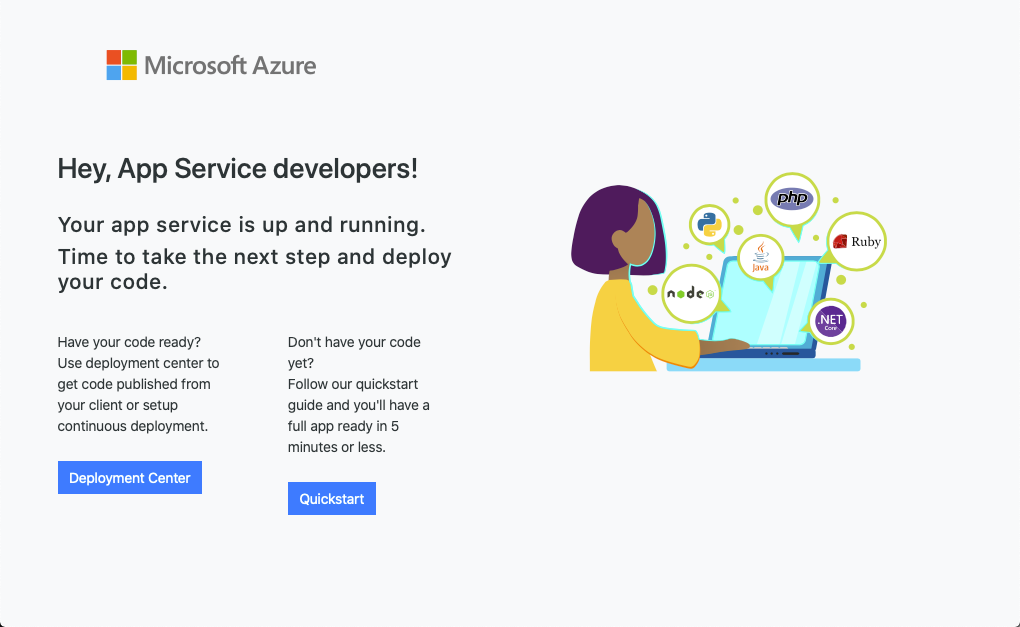 Microsoft Azure
Hey, App Service developers!
Your app service is up and running.
Time to take the next step and deploy
your code.
Have your code ready?
Use deployment center to
get code published from
your client or setup
continuous deployment.
Deployment Center
Don't have your code
yet?
Follow our quickstart
guide and you'll have a
full app ready in 5
minutes or less.
Quickstart
php
Ruby
Java
node
.NET
Conf